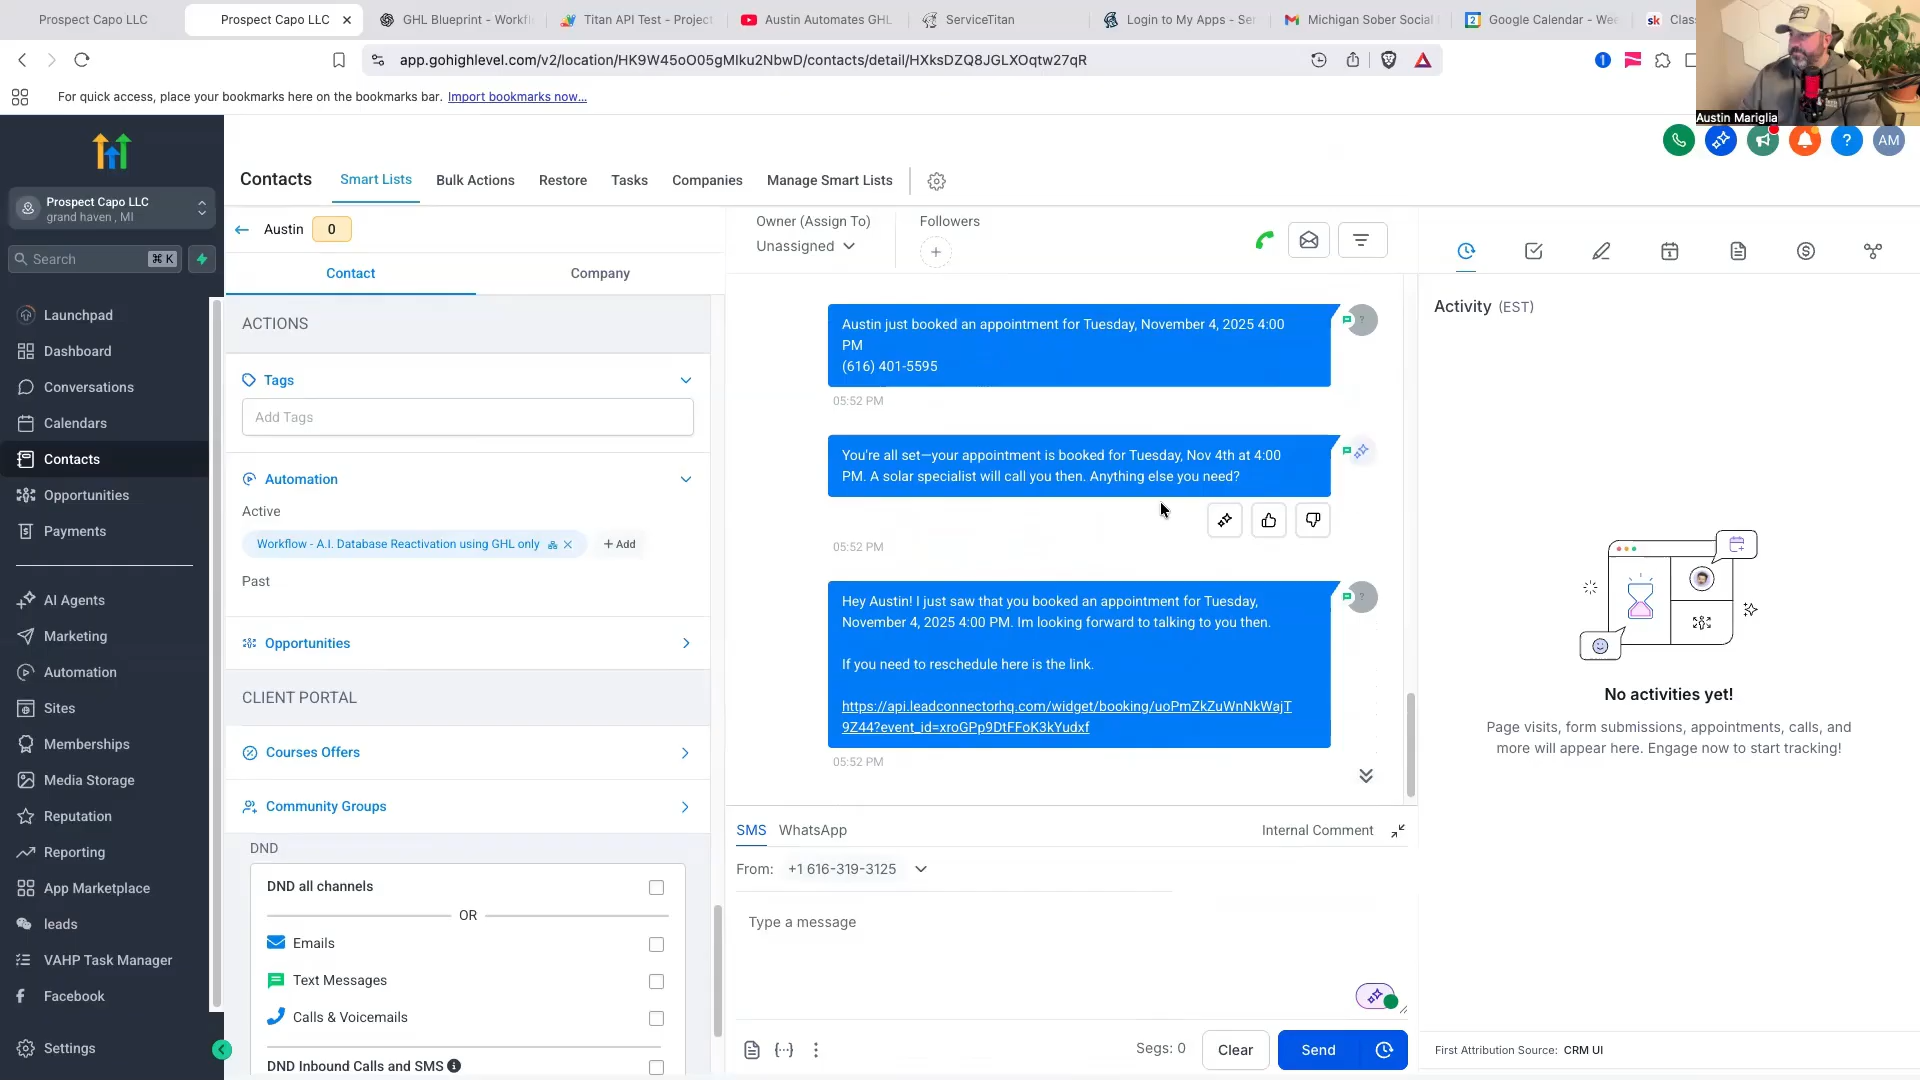 Prospect Capo LLC
Prospect Capo LLC
GHL Blueprint - Workfl
Titan API Test - Project
Austin Automates GHL
ServiceTitan
Login to My Apps - Ser
Michigan Sober Social
Google Calendar - Wee
sk Clas
app.gohighlevel.com/v2/location/HK9W45oO05gMIku2NbwD/contacts/detail/HXksDZQ8JGLXOqtw27qR
For quick access, place your bookmarks here on the bookmarks bar. Import bookmarks now...
Austin Mariglia
AM
Prospect Capo LLC
grand haven , MI
Search
⌘ K
Launchpad
Dashboard
Conversations
Calendars
Contacts
Opportunities
Payments
AI Agents
Marketing
Automation
Sites
Memberships
Media Storage
Reputation
Reporting
App Marketplace
leads
VAHP Task Manager
Facebook
Settings
Contacts
Smart Lists
Bulk Actions
Restore
Tasks
Companies
Manage Smart Lists
Austin
0
Contact
Company
ACTIONS
Tags
Add Tags
Automation
Active
Workflow - A.I. Database Reactivation using GHL only
+ Add
Past
Opportunities
CLIENT PORTAL
Courses Offers
Community Groups
DND
DND all channels
OR
Emails
Text Messages
Calls & Voicemails
DND Inbound Calls and SMS
Owner (Assign To)
Unassigned
Followers
Austin just booked an appointment for Tuesday, November 4, 2025 4:00
PM
(616) 401-5595
05:52 PM
You're all set—your appointment is booked for Tuesday, Nov 4th at 4:00
PM. A solar specialist will call you then. Anything else you need?
05:52 PM
Hey Austin! I just saw that you booked an appointment for Tuesday,
November 4, 2025 4:00 PM. Im looking forward to talking to you then.
If you need to reschedule here is the link.
https://api.leadconnectorhq.com/widget/booking/uoPmZkZuWnNkWajT
9Z44?event_id=xroGPp9DtFFoK3kYudxf
05:52 PM
SMS
WhatsApp
Internal Comment
From: +1 616-319-3125
Type a message
Segs: 0
Clear
Send
Activity (EST)
No activities yet!
Page visits, form submissions, appointments, calls, and
more will appear here. Engage now to start tracking!
First Attribution Source: CRM UI